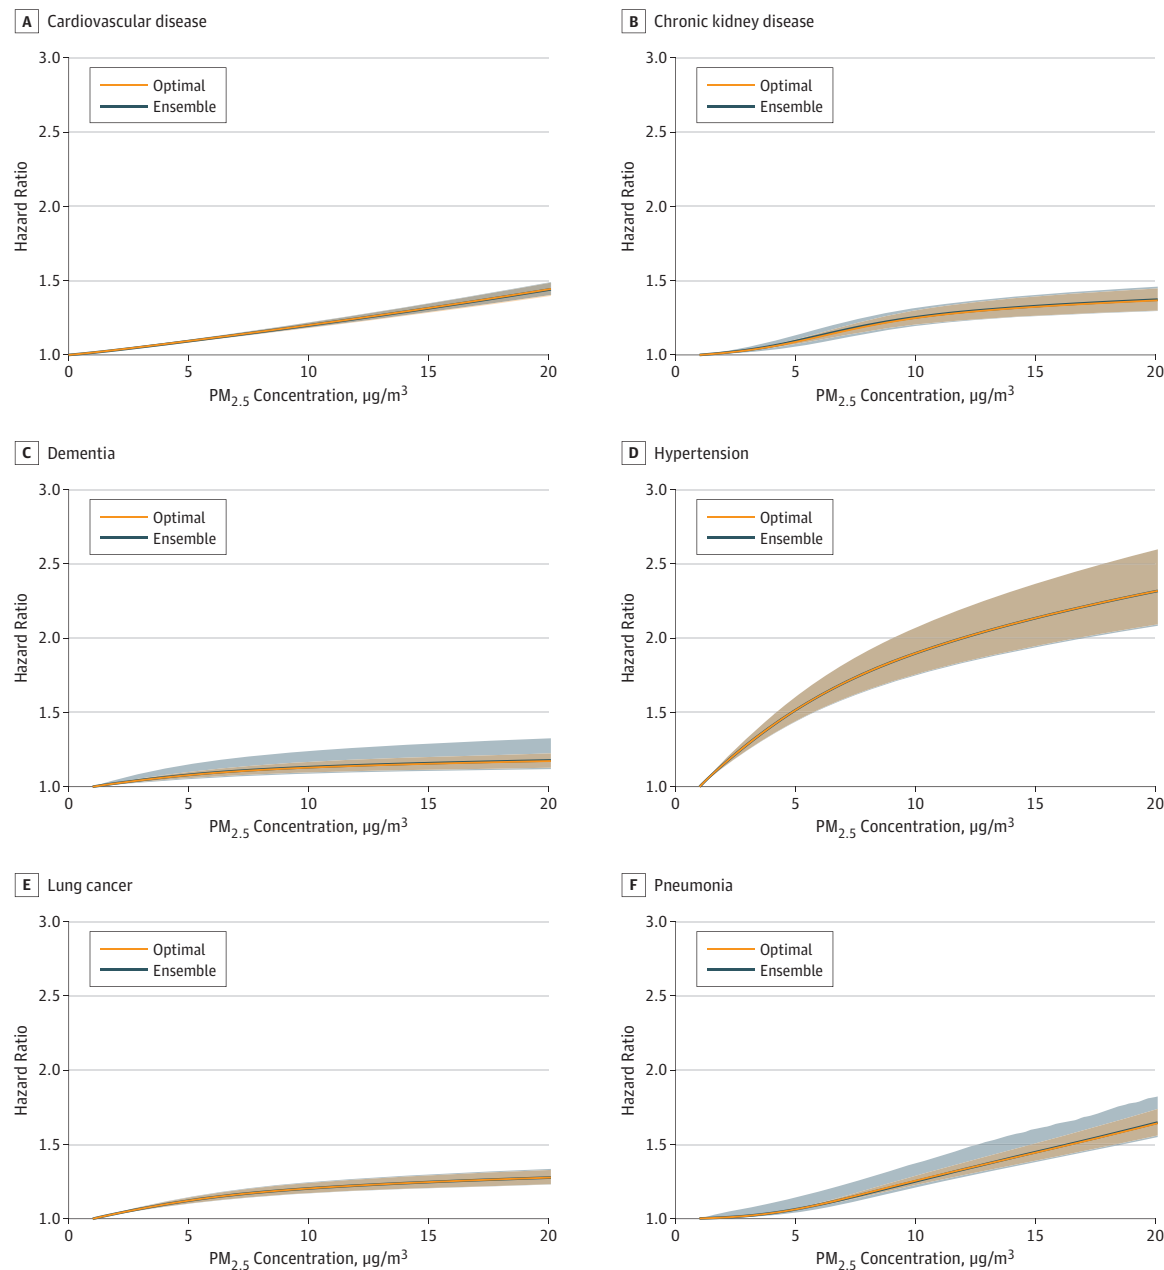 A Cardiovascular disease
3.0
2.5
2.0
1.5
1.0
Hazard Ratio
Optimal
Ensemble
0 5 10 15 20
PM2.5 Concentration, µg/m3
B Chronic kidney disease
3.0
2.5
2.0
1.5
1.0
Hazard Ratio
Optimal
Ensemble
0 5 10 15 20
PM2.5 Concentration, µg/m3
C Dementia
3.0
2.5
2.0
1.5
1.0
Hazard Ratio
Optimal
Ensemble
0 5 10 15 20
PM2.5 Concentration, µg/m3
D Hypertension
3.0
2.5
2.0
1.5
1.0
Hazard Ratio
Optimal
Ensemble
0 5 10 15 20
PM2.5 Concentration, µg/m3
E Lung cancer
3.0
2.5
2.0
1.5
1.0
Hazard Ratio
Optimal
Ensemble
0 5 10 15 20
PM2.5 Concentration, µg/m3
F Pneumonia
3.0
2.5
2.0
1.5
1.0
Hazard Ratio
Optimal
Ensemble
0 5 10 15 20
PM2.5 Concentration, µg/m3